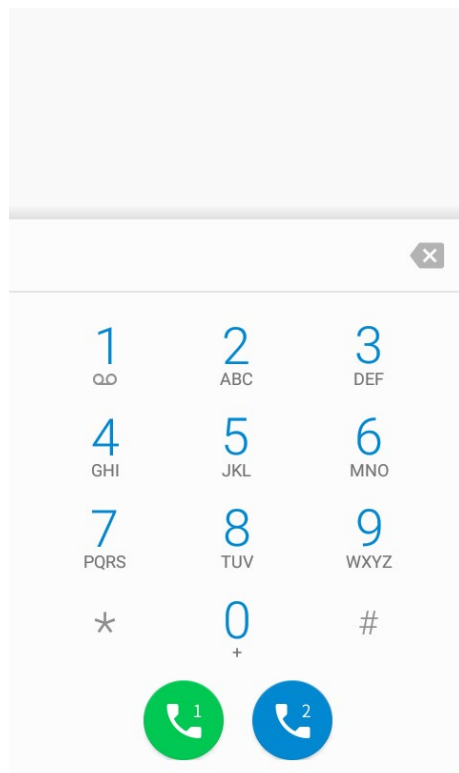 1 2 3
ABC DEF
4 5 6
GHI JKL MNO
7 8 9
PQRS TUV WXYZ
* 0 #
+
1 2